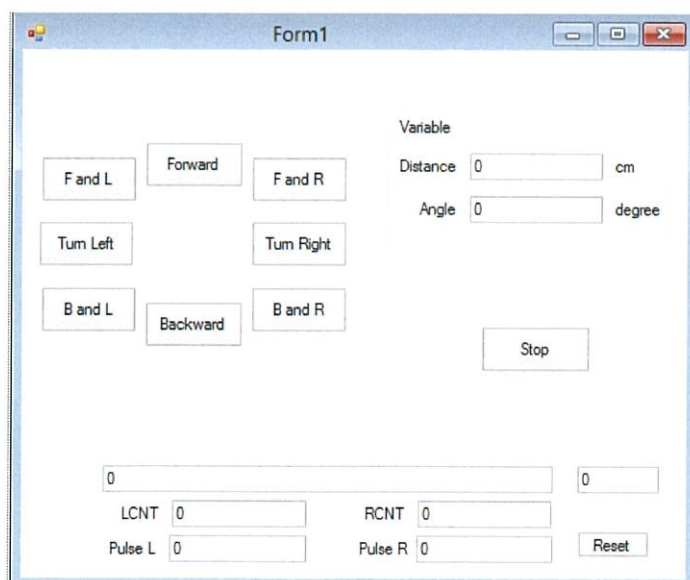 Form1
Variable
Forward
F and L
F and R
Distance 0 cm
Angle 0 degree
Turn Left
Turn Right
B and L
Backward
B and R
Stop
0 0
LCNT 0 RCNT 0
Pulse L 0 Pulse R 0 Reset